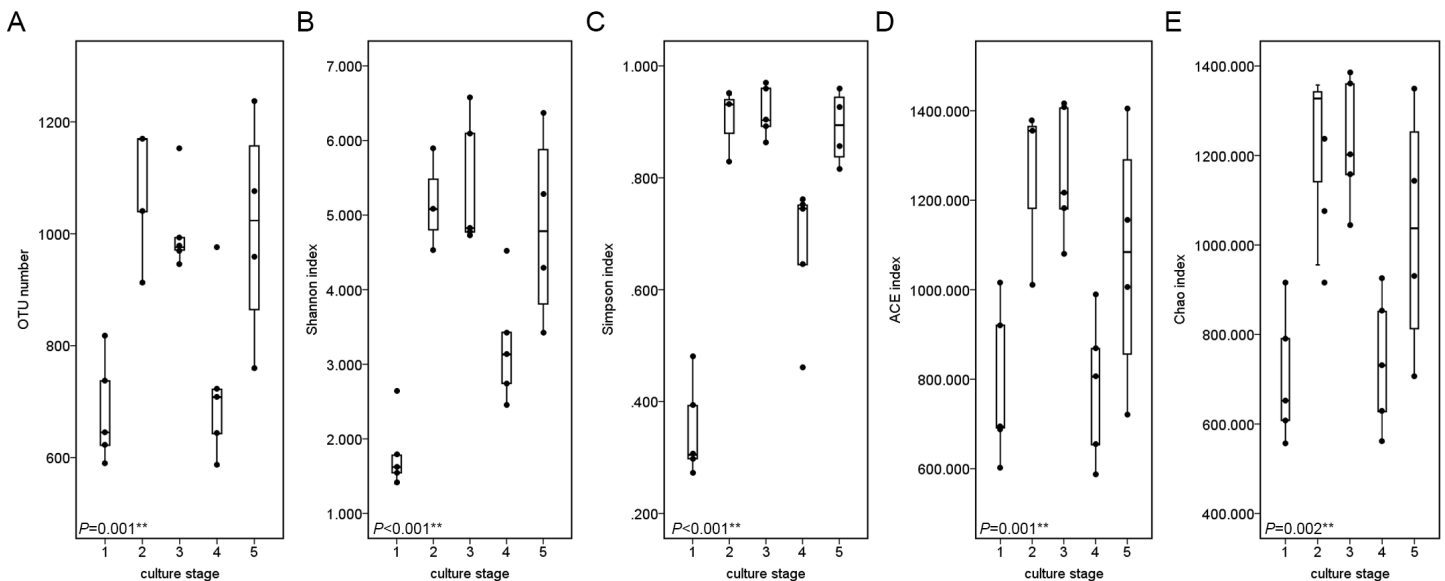 A
OTU number
1200
1000
800
600
P=0.001**
1 2 3 4 5
culture stage
B
Shannon index
7.000
6.000
5.000
4.000
3.000
2.000
1.000
P<0.001**
1 2 3 4 5
culture stage
C
Simpson index
1.000
.800
.600
.400
.200
P<0.001**
1 2 3 4 5
culture stage
D
ACE index
1400.000
1200.000
1000.000
800.000
600.000
P=0.001**
1 2 3 4 5
culture stage
E
Chao index
1400.000
1200.000
1000.000
800.000
600.000
400.000
P=0.002**
1 2 3 4 5
culture stage